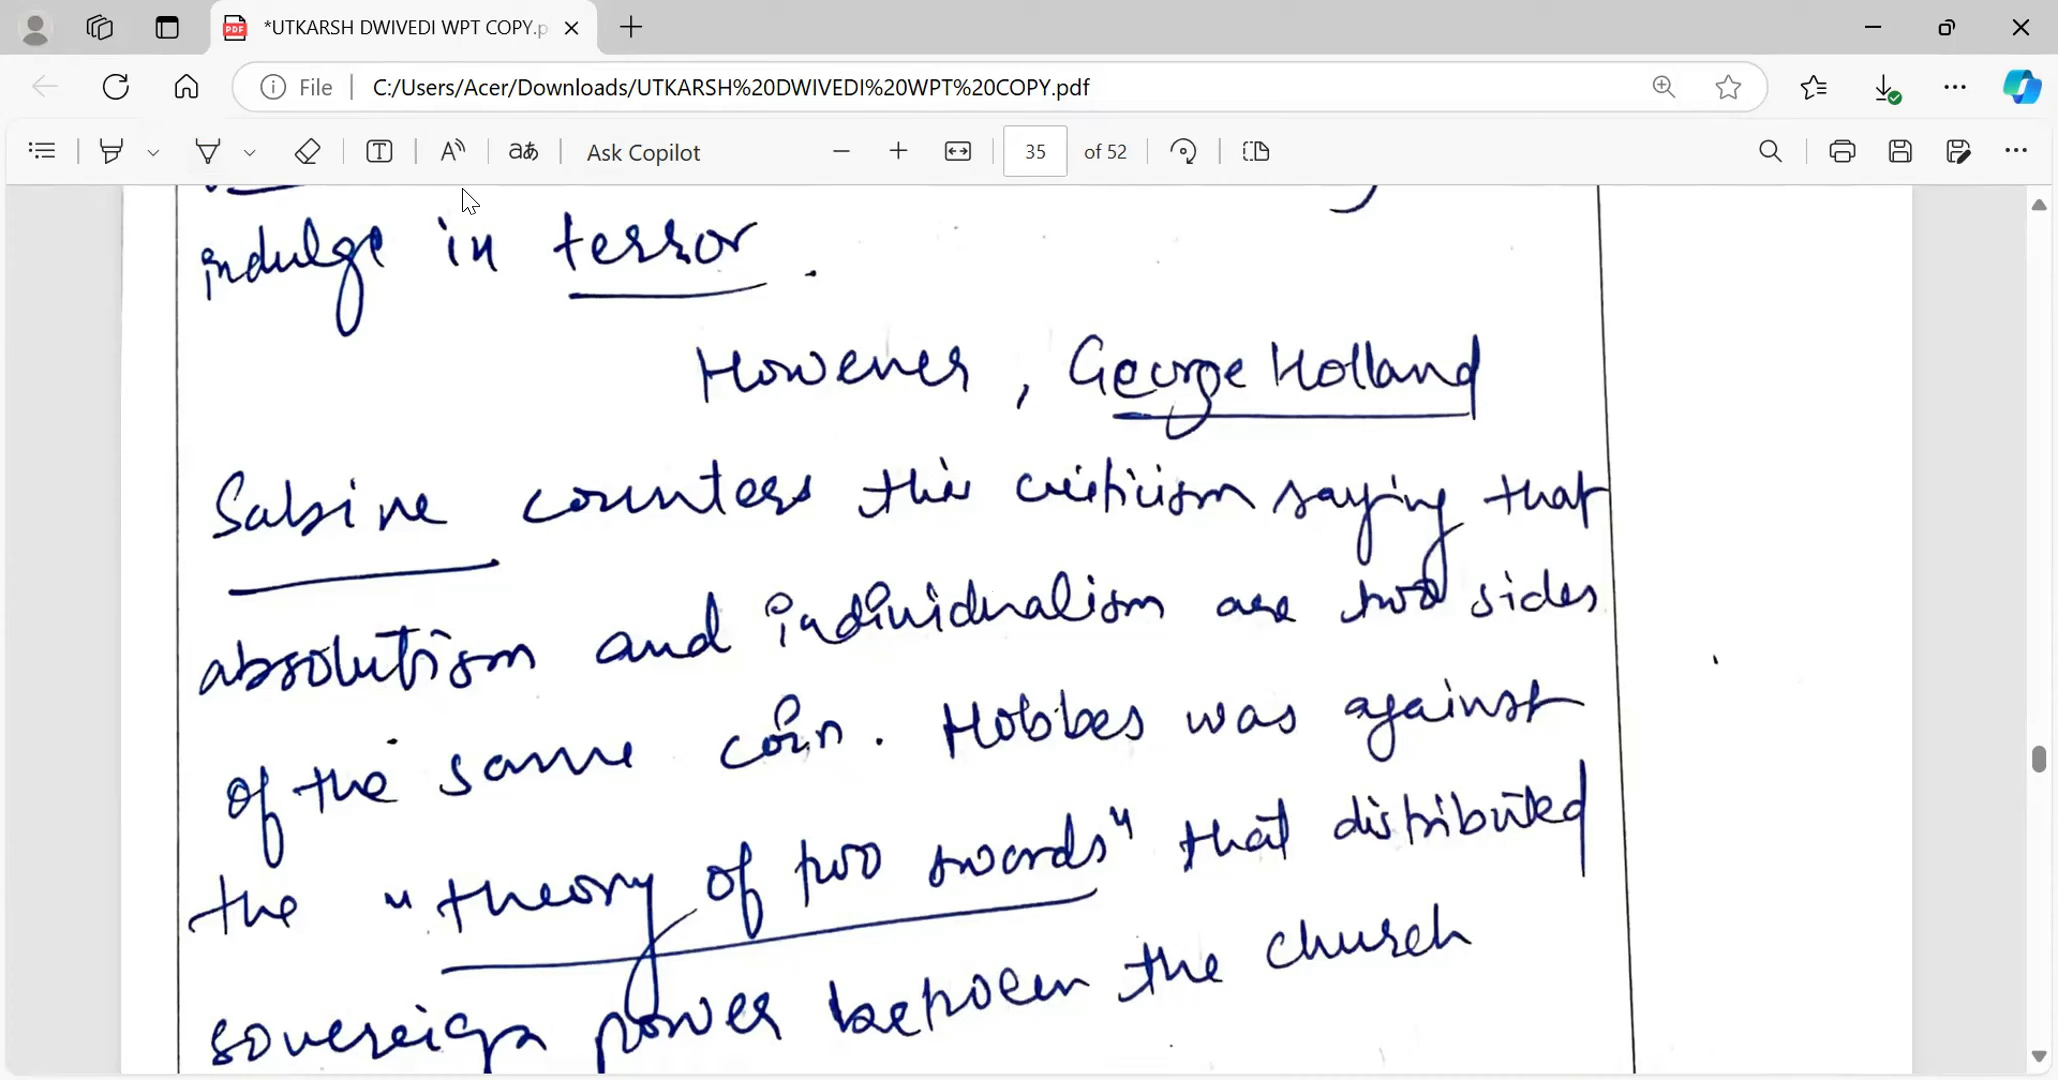 *UTKARSH DWIVEDI WPT COPY.p
File C:/Users/Acer/Downloads/UTKARSH%20DWIVEDI%20WPT%20COPY.pdf
Ask Copilot 35 of 52
indulge in terror.
However, George Holland
Sabine counters this criticism saying that
absolutism and individualism are two sides
of the same coin. Hobbes was against
the "theory of two swords" that distributed
sovereign power between the church